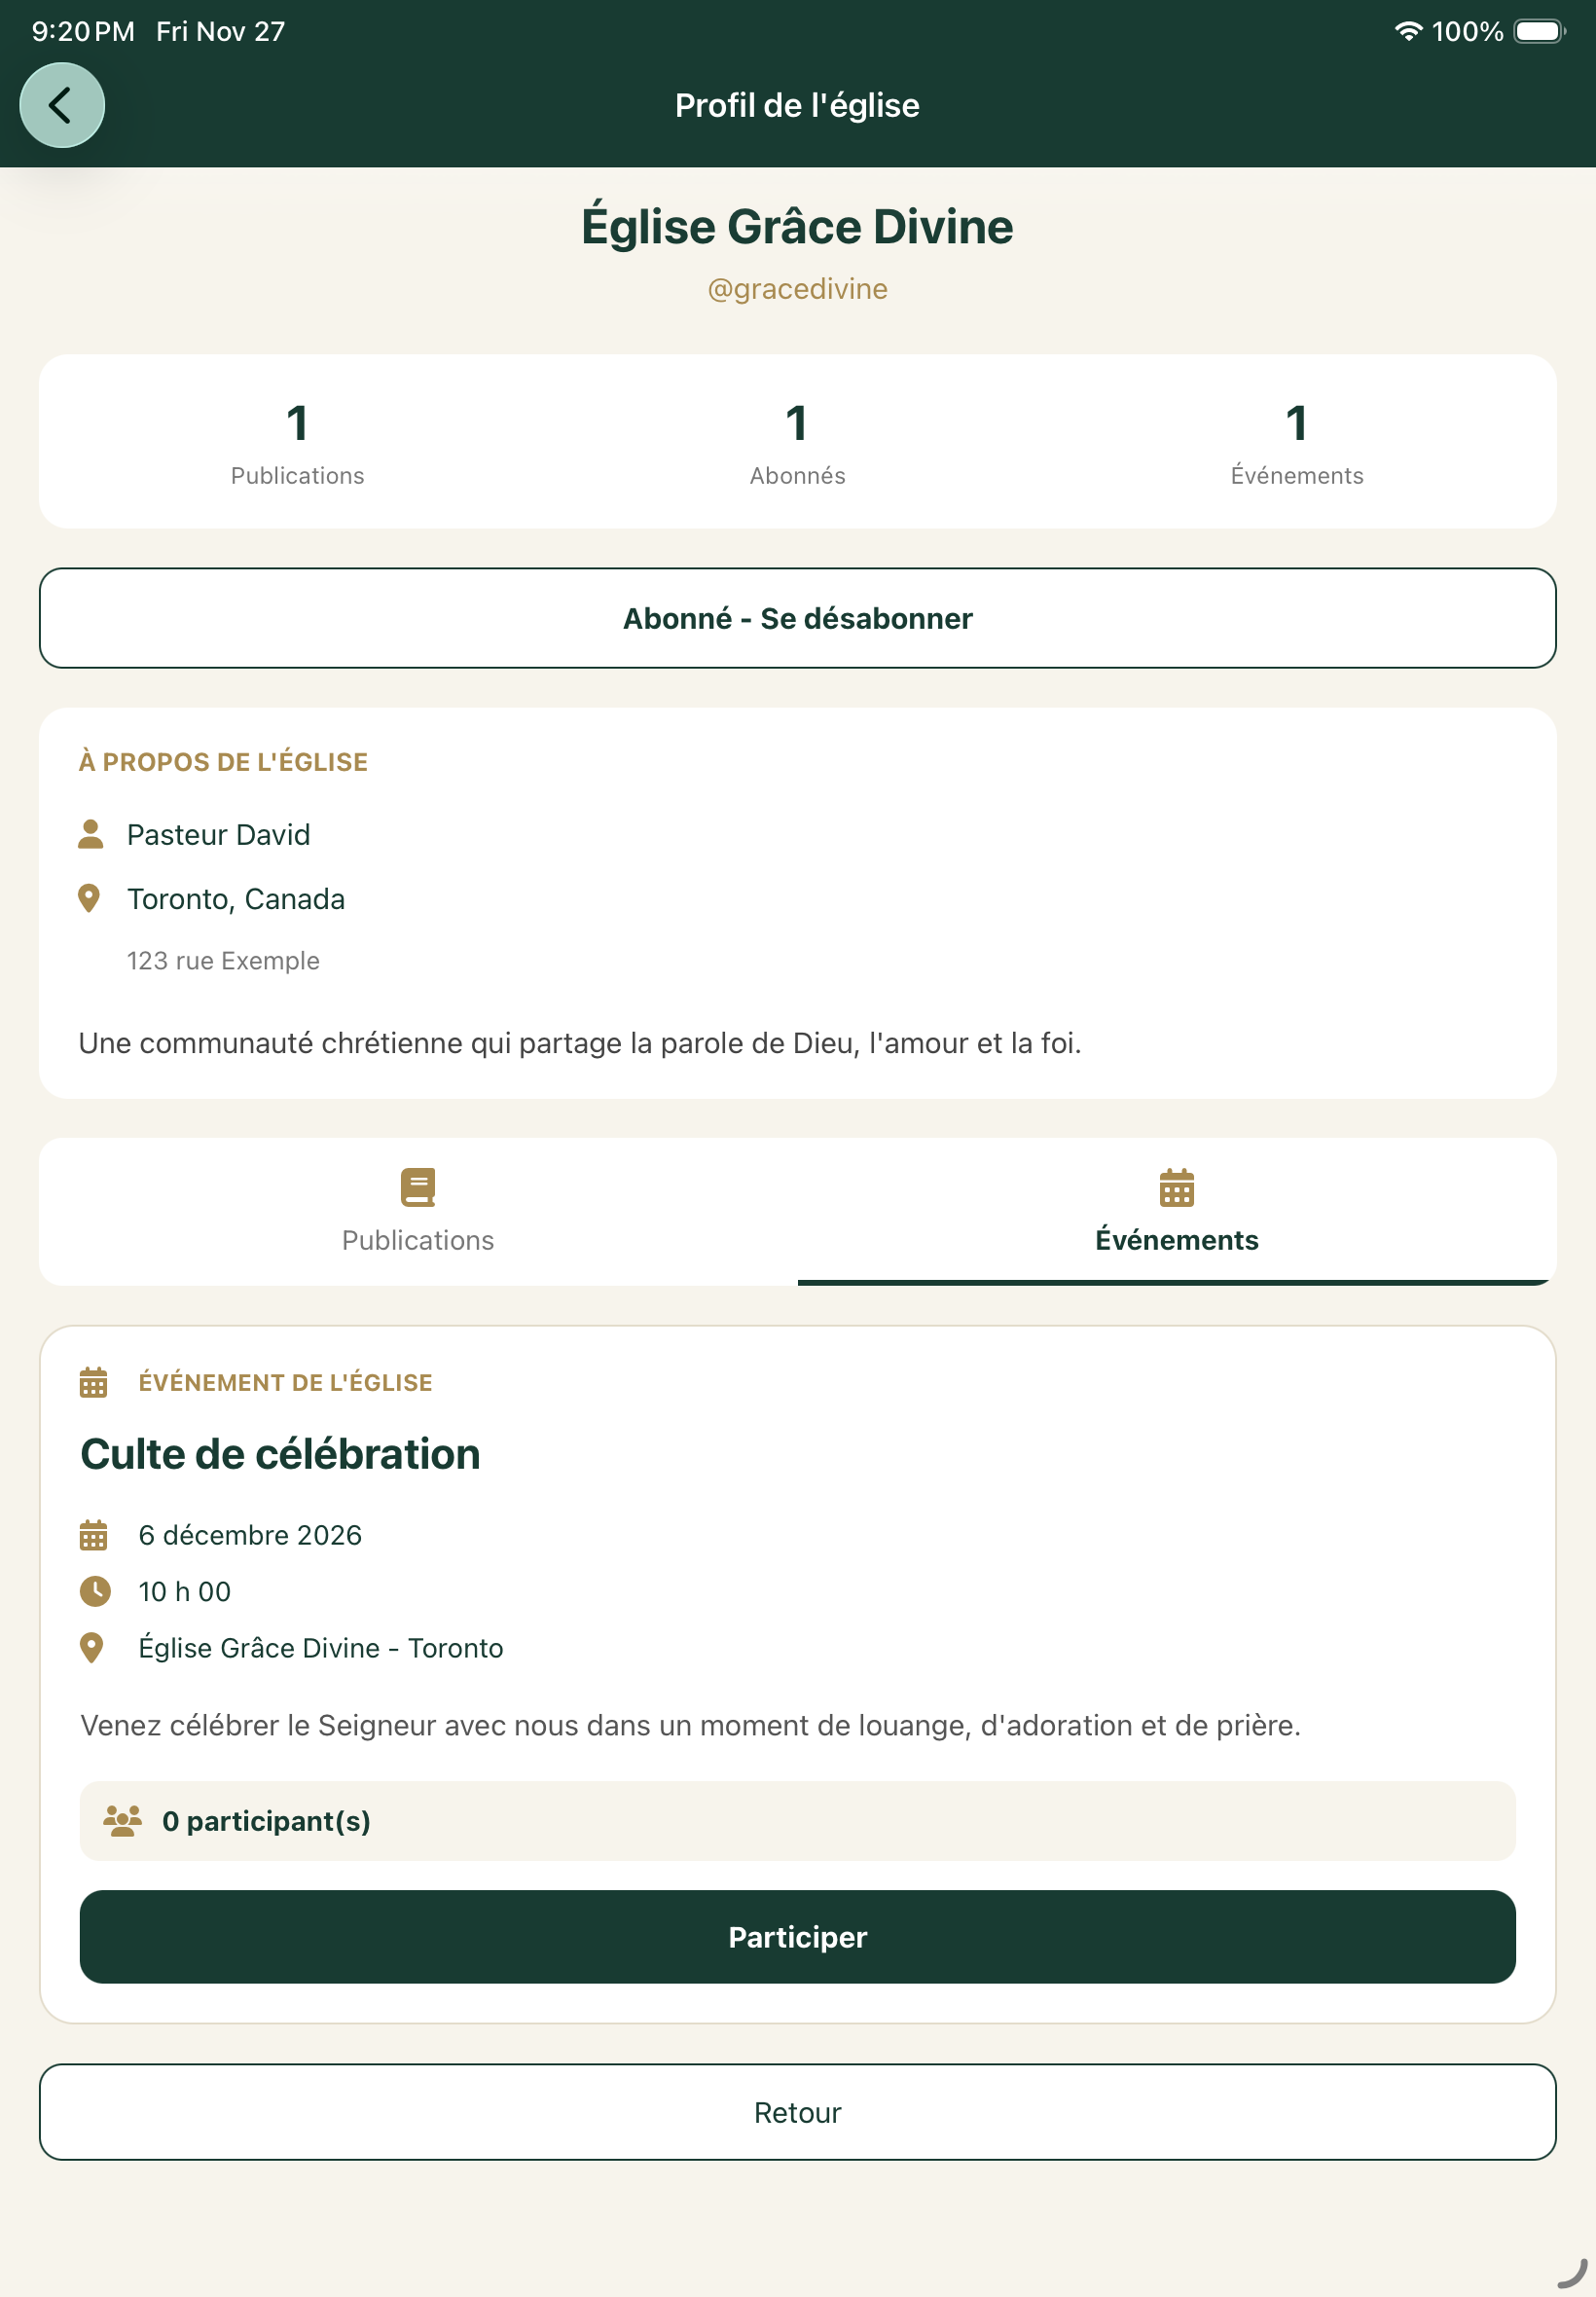 9:20 PM Fri Nov 27 100%
Profil de l'église
Église Grâce Divine
@gracedivine
1 1 1
Publications Abonnés Événements
Abonné - Se désabonner
À PROPOS DE L'ÉGLISE
Pasteur David
Toronto, Canada
123 rue Exemple
Une communauté chrétienne qui partage la parole de Dieu, l'amour et la foi.
Publications Événements
ÉVÉNEMENT DE L'ÉGLISE
Culte de célébration
6 décembre 2026
10 h 00
Église Grâce Divine - Toronto
Venez célébrer le Seigneur avec nous dans un moment de louange, d'adoration et de prière.
0 participant(s)
Participer
Retour